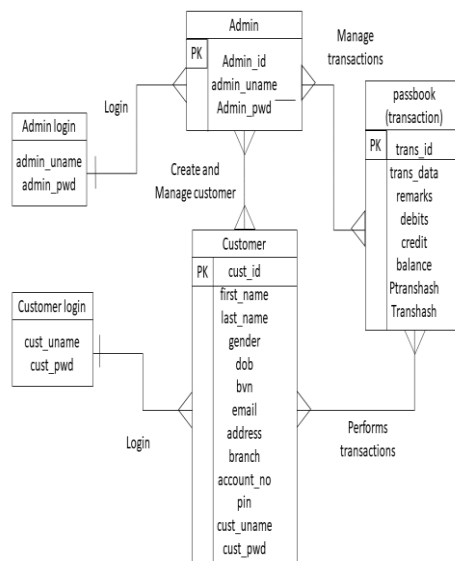 Admin
PK
Admin_id
admin_uname
Admin_pwd
Manage
transactions
Login
Admin login
admin_uname
admin_pwd
passbook
(transaction)
PK
trans_id
trans_data
remarks
debits
credit
balance
Ptranshash
Transhash
Create and
Manage customer
Customer
PK
cust_id
first_name
last_name
gender
dob
bvn
email
address
branch
account_no
pin
cust_uname
cust_pwd
Customer login
cust_uname
cust_pwd
Login
Performs
transactions